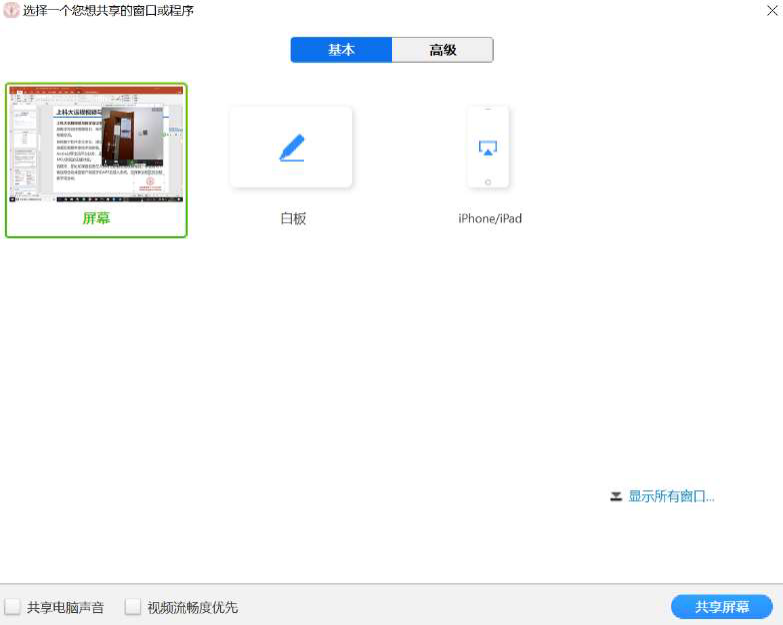 选择一个您想共享的窗口或程序
基本
高级
屏幕
白板
iPhone/iPad
显示所有窗口...
共享电脑声音
视频流畅度优先
共享屏幕